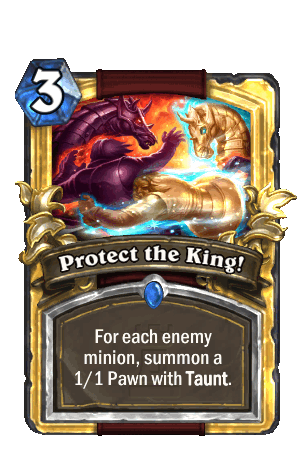 3
Protect the King!
For each enemy
minion, summon a
1/1 Pawn with Taunt.